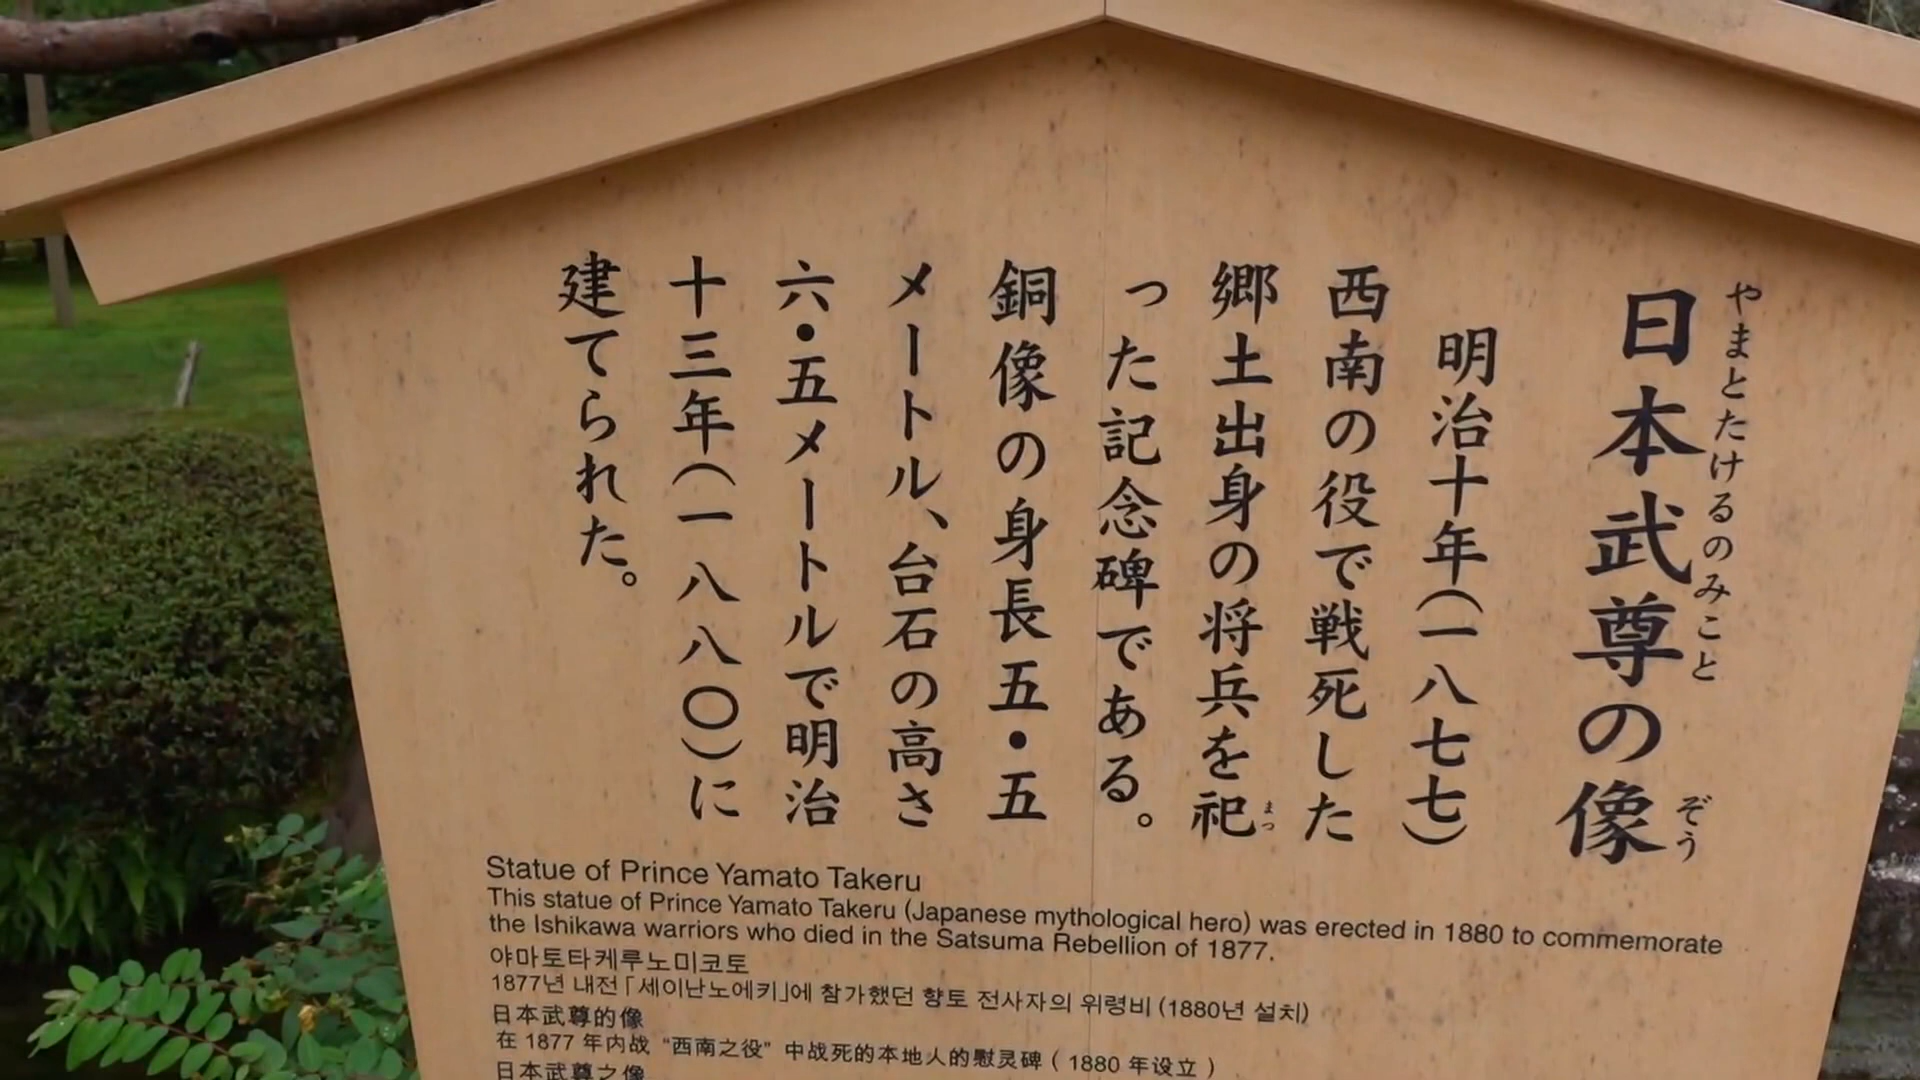 日本武尊の像
やまとたけるのみこと
ぞう
明治十年(一八七七)
西南の役で戦死した
郷土出身の将兵を祀
まつ
った記念碑である。
銅像の身長五・五
メートル、台石の高さ
六・五メートルで明治
十三年(一八八〇)に
建てられた。
Statue of Prince Yamato Takeru
This statue of Prince Yamato Takeru (Japanese mythological hero) was erected in 1880 to commemorate
the Ishikawa warriors who died in the Satsuma Rebellion of 1877.
야마토타케루노미코토
1877년 내전「세이난노에키」에 참가했던 향토 전사자의 위령비 (1880년 설치)
日本武尊的像
在 1877 年内战 “西南之役” 中战死的本地人的慰灵碑 ( 1880 年设立 )
日本武尊之像